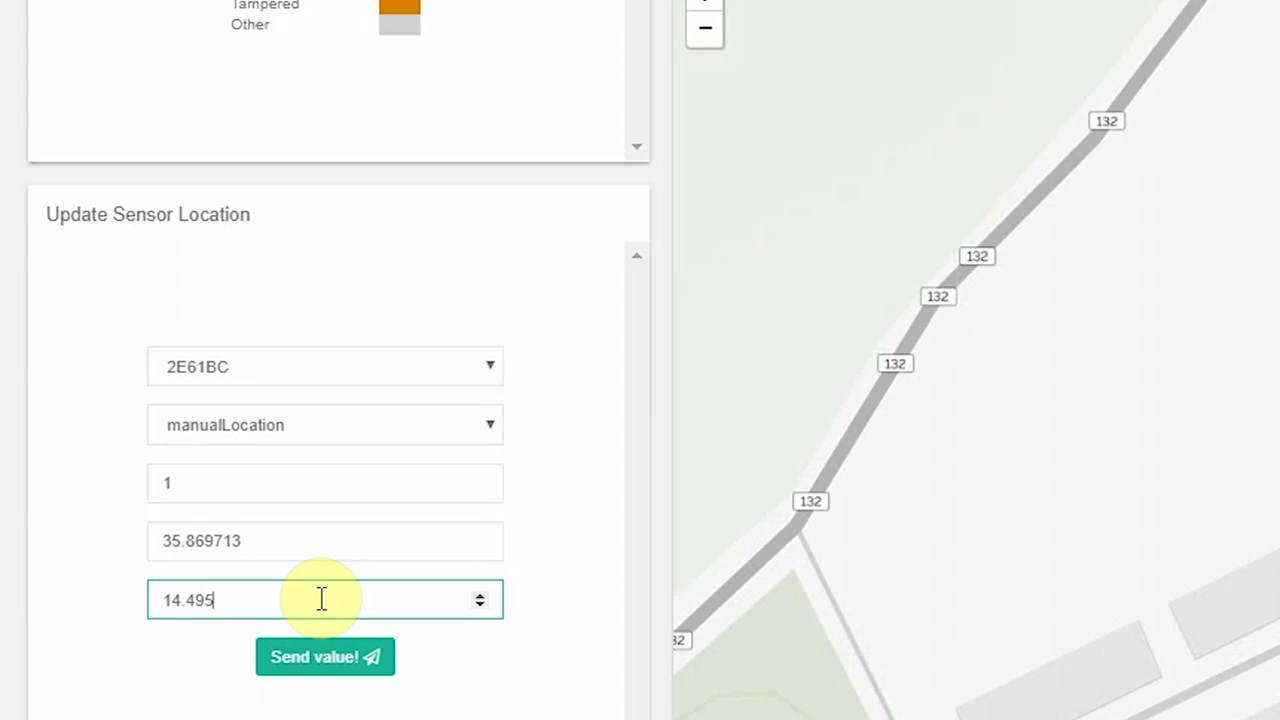 Tampered
Other
Update Sensor Location
2E61BC
manualLocation
1
35.869713
14.495
Send value!
−
132
132
132
132
132